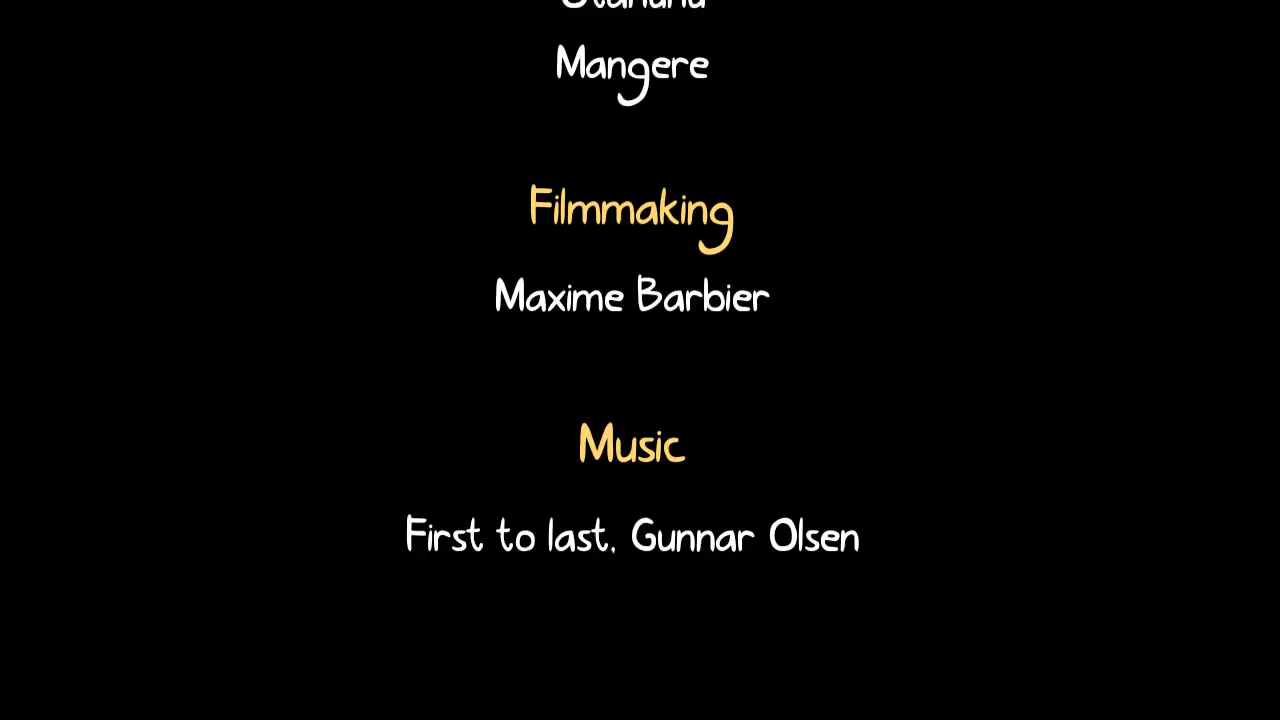 Mangere
Filmmaking
Maxime Barbier
Music
First to last, Gunnar Olsen